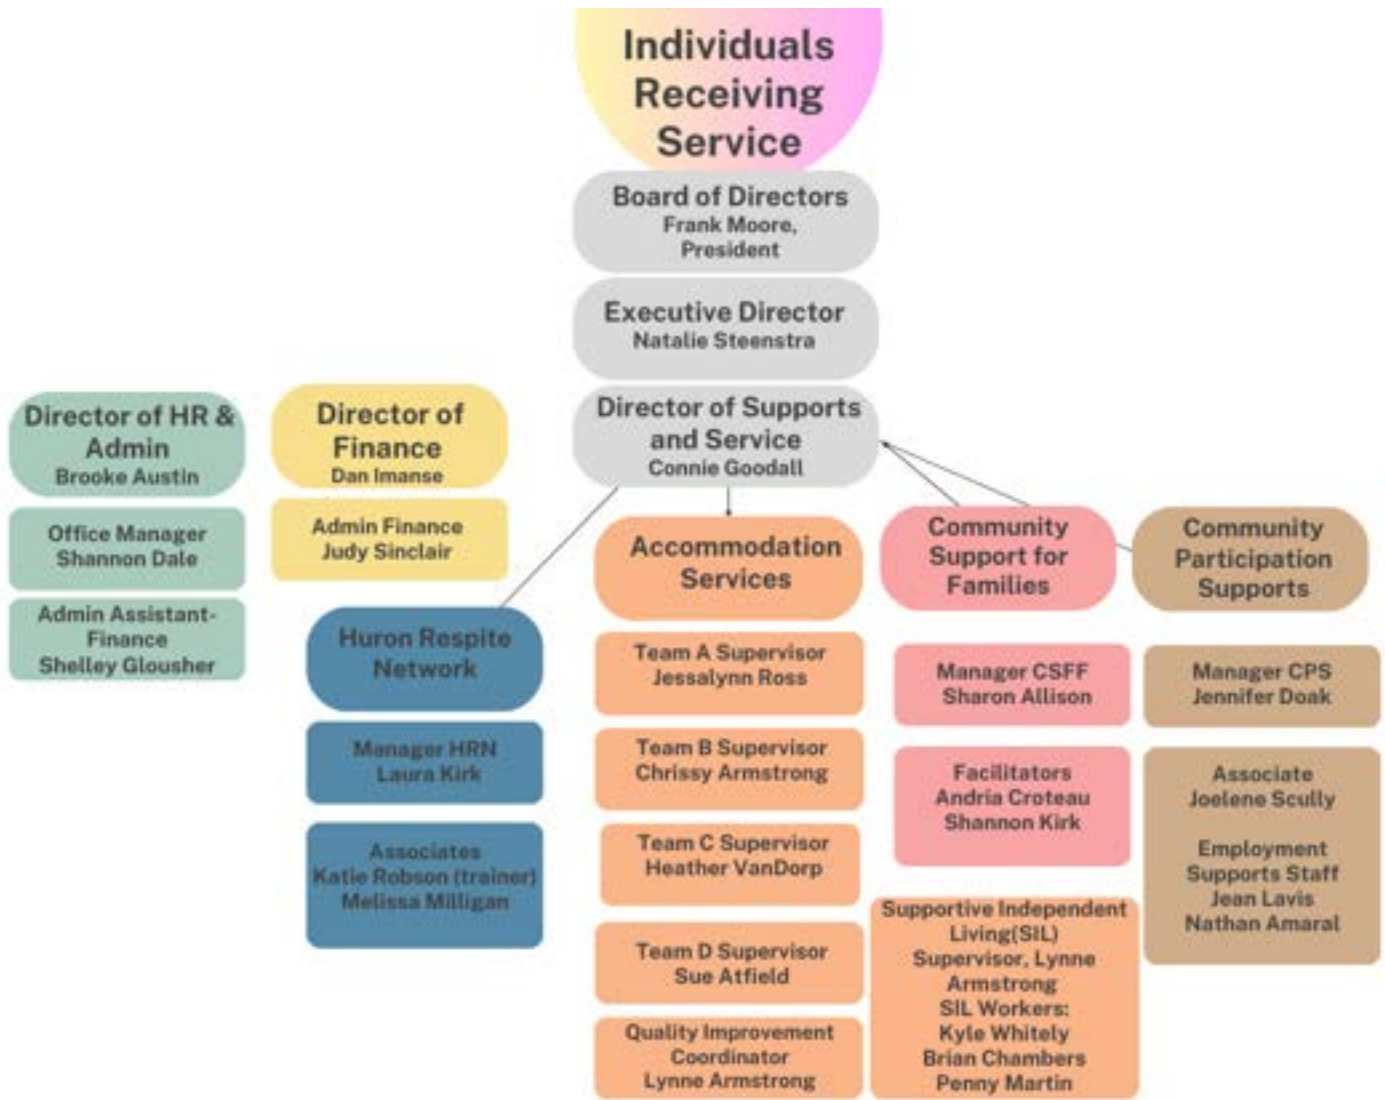 Individuals
Receiving
Service
Board of Directors
Frank Moore,
President
Executive Director
Natalie Steenstra
Director of Supports
and Service
Connie Goodall
Director of HR &
Admin
Brooke Austin
Office Manager
Shannon Dale
Admin Assistant-
Finance
Shelley Glousher
Director of
Finance
Dan Imanse
Admin Finance
Judy Sinclair
Huron Respite
Network
Manager HRN
Laura Kirk
Associates
Katie Robson (trainer)
Melissa Milligan
Accommodation
Services
Team A Supervisor
Jessalynn Ross
Team B Supervisor
Chrissy Armstrong
Team C Supervisor
Heather VanDorp
Team D Supervisor
Sue Atfield
Quality Improvement
Coordinator
Lynne Armstrong
Community
Support for
Families
Manager CSFF
Sharon Allison
Facilitators
Andria Croteau
Shannon Kirk
Supportive Independent
Living(SIL)
Supervisor, Lynne
Armstrong
SIL Workers:
Kyle Whitely
Brian Chambers
Penny Martin
Community
Participation
Supports
Manager CPS
Jennifer Doak
Associate
Joelene Scully
Employment
Supports Staff
Jean Lavis
Nathan Amaral